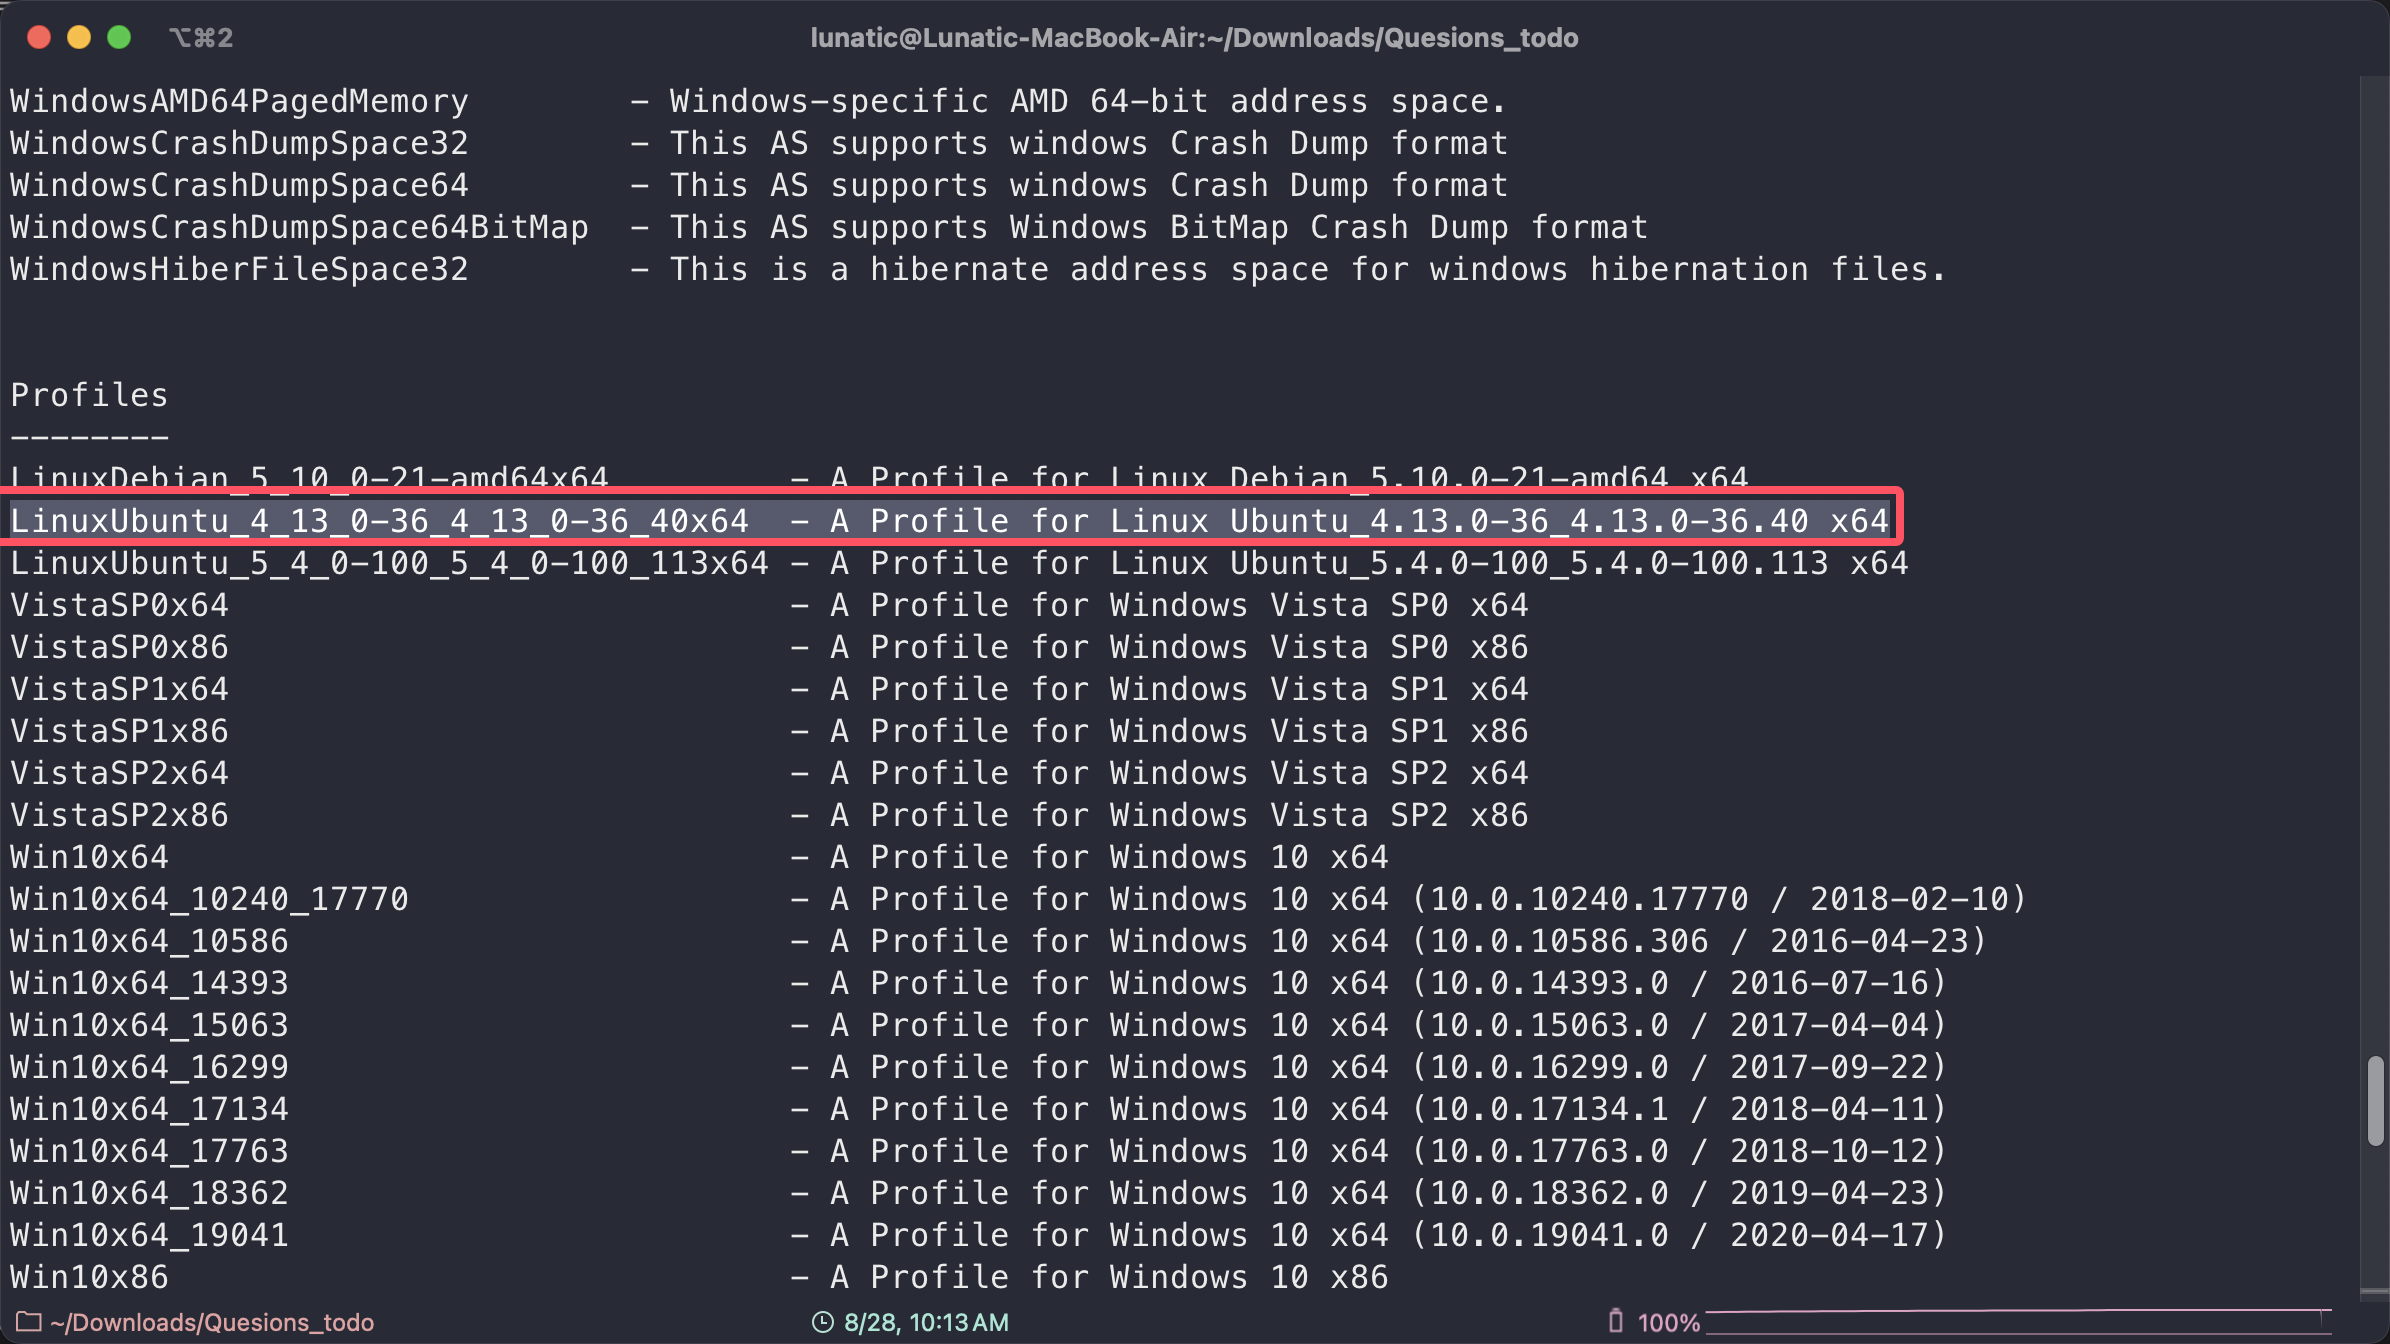 ⌥⌘2
lunatic@Lunatic-MacBook-Air:~/Downloads/Quesions_todo
WindowsAMD64PagedMemory - Windows-specific AMD 64-bit address space.
WindowsCrashDumpSpace32 - This AS supports windows Crash Dump format
WindowsCrashDumpSpace64 - This AS supports windows Crash Dump format
WindowsCrashDumpSpace64BitMap - This AS supports Windows BitMap Crash Dump format
WindowsHiberFileSpace32 - This is a hibernate address space for windows hibernation files.
Profiles
--------
LinuxDebian_5_10_0-21-amd64x64 - A Profile for Linux Debian_5.10.0-21-amd64 x64
LinuxUbuntu_4_13_0-36_4_13_0-36_40x64 - A Profile for Linux Ubuntu_4.13.0-36_4.13.0-36.40 x64
LinuxUbuntu_5_4_0-100_5_4_0-100_113x64 - A Profile for Linux Ubuntu_5.4.0-100_5.4.0-100.113 x64
VistaSP0x64 - A Profile for Windows Vista SP0 x64
VistaSP0x86 - A Profile for Windows Vista SP0 x86
VistaSP1x64 - A Profile for Windows Vista SP1 x64
VistaSP1x86 - A Profile for Windows Vista SP1 x86
VistaSP2x64 - A Profile for Windows Vista SP2 x64
VistaSP2x86 - A Profile for Windows Vista SP2 x86
Win10x64 - A Profile for Windows 10 x64
Win10x64_10240_17770 - A Profile for Windows 10 x64 (10.0.10240.17770 / 2018-02-10)
Win10x64_10586 - A Profile for Windows 10 x64 (10.0.10586.306 / 2016-04-23)
Win10x64_14393 - A Profile for Windows 10 x64 (10.0.14393.0 / 2016-07-16)
Win10x64_15063 - A Profile for Windows 10 x64 (10.0.15063.0 / 2017-04-04)
Win10x64_16299 - A Profile for Windows 10 x64 (10.0.16299.0 / 2017-09-22)
Win10x64_17134 - A Profile for Windows 10 x64 (10.0.17134.1 / 2018-04-11)
Win10x64_17763 - A Profile for Windows 10 x64 (10.0.17763.0 / 2018-10-12)
Win10x64_18362 - A Profile for Windows 10 x64 (10.0.18362.0 / 2019-04-23)
Win10x64_19041 - A Profile for Windows 10 x64 (10.0.19041.0 / 2020-04-17)
Win10x86 - A Profile for Windows 10 x86
~/Downloads/Quesions_todo
8/28, 10:13 AM
100%